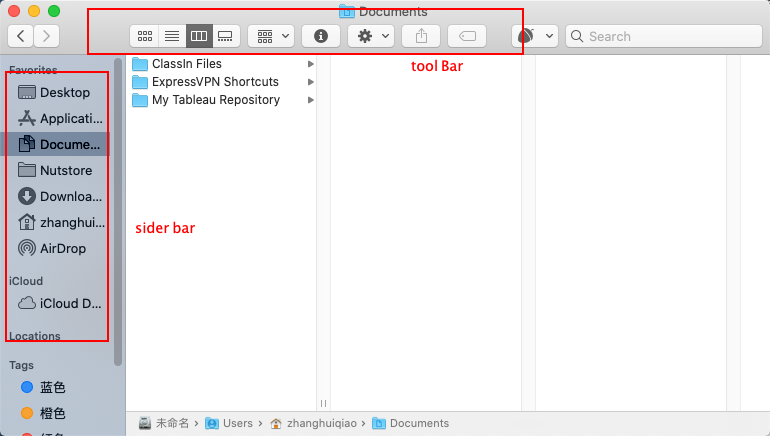 Documents
Search
Favorites
Desktop
Applicati...
Docume...
Nutstore
Downloa...
zhanghui...
AirDrop
iCloud
iCloud D...
Locations
Tags
蓝色
橙色
ClassIn Files
ExpressVPN Shortcuts
My Tableau Repository
tool Bar
sider bar
未命名 › Users › zhanghuiqiao › Documents